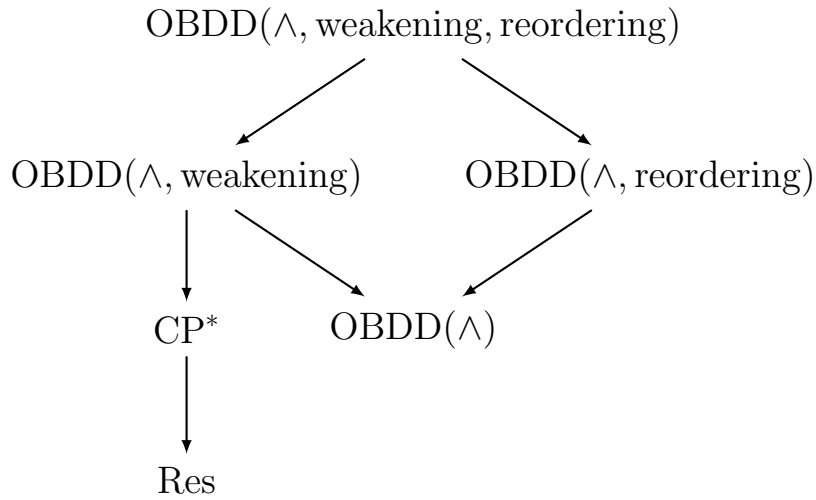 OBDD(∧, weakening, reordering)
OBDD(∧, weakening) OBDD(∧, reordering)
CP* OBDD(∧)
Res